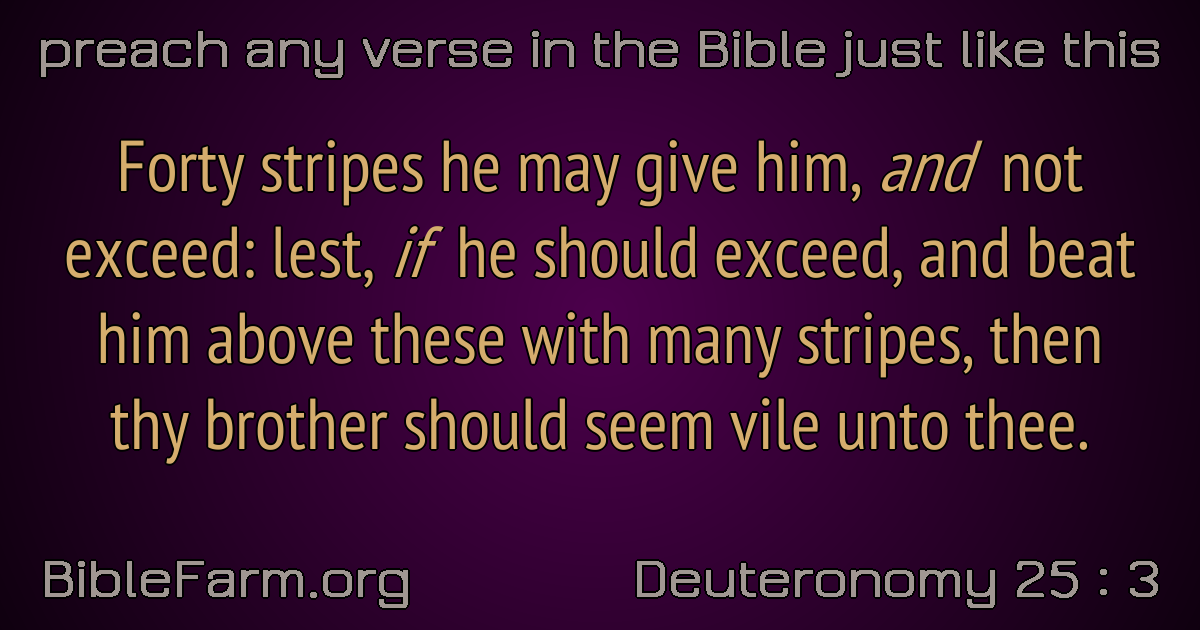 preach any verse in the Bible just like this
Forty stripes he may give him, and not
exceed: lest, if he should exceed, and beat
him above these with many stripes, then
thy brother should seem vile unto thee.
BibleFarm.org
Deuteronomy 25 : 3